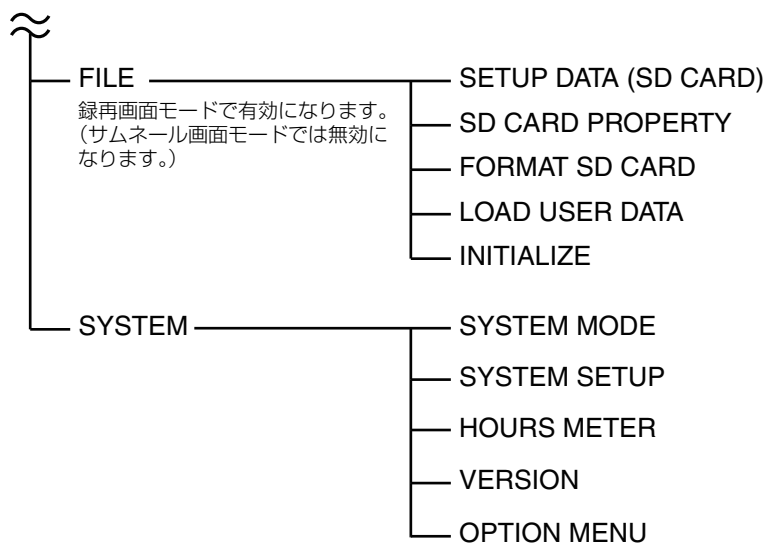 FILE
録再画面モードで有効になります。
（サムネール画面モードでは無効に
なります。）
SETUP DATA (SD CARD)
SD CARD PROPERTY
FORMAT SD CARD
LOAD USER DATA
INITIALIZE
SYSTEM
SYSTEM MODE
SYSTEM SETUP
HOURS METER
VERSION
OPTION MENU